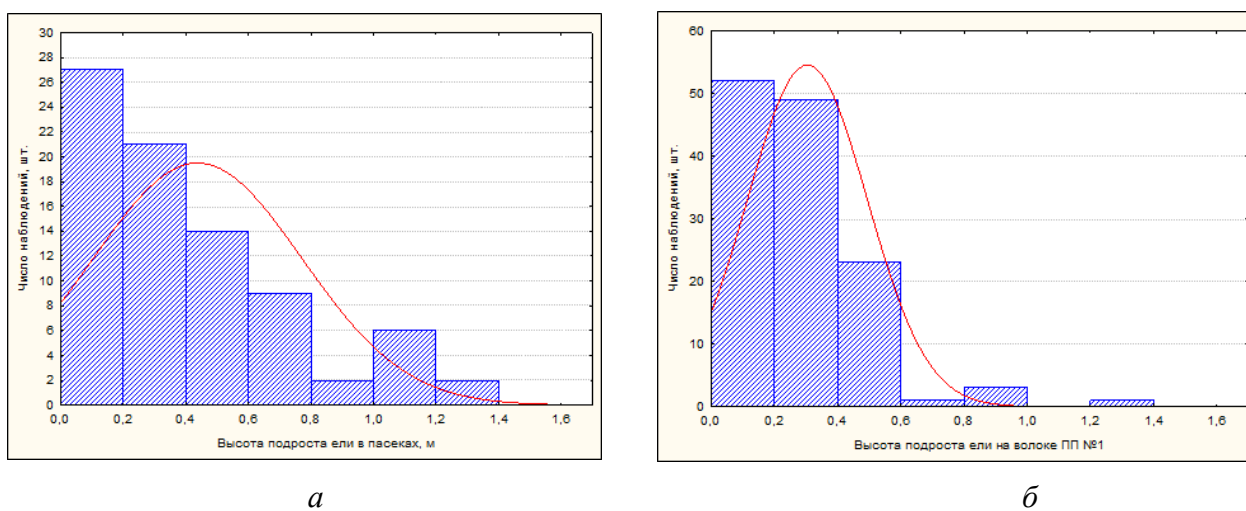 Число наблюдений, шт.
30
28
26
24
22
20
18
16
14
12
10
8
6
4
2
0
0,0 0,2 0,4 0,6 0,8 1,0 1,2 1,4 1,6
Высота подроста ели в пасеках, м
а
Число наблюдений, шт.
60
50
40
30
20
10
0
0,0 0,2 0,4 0,6 0,8 1,0 1,2 1,4 1,6
Высота подроста ели на волоке ПП №1
б